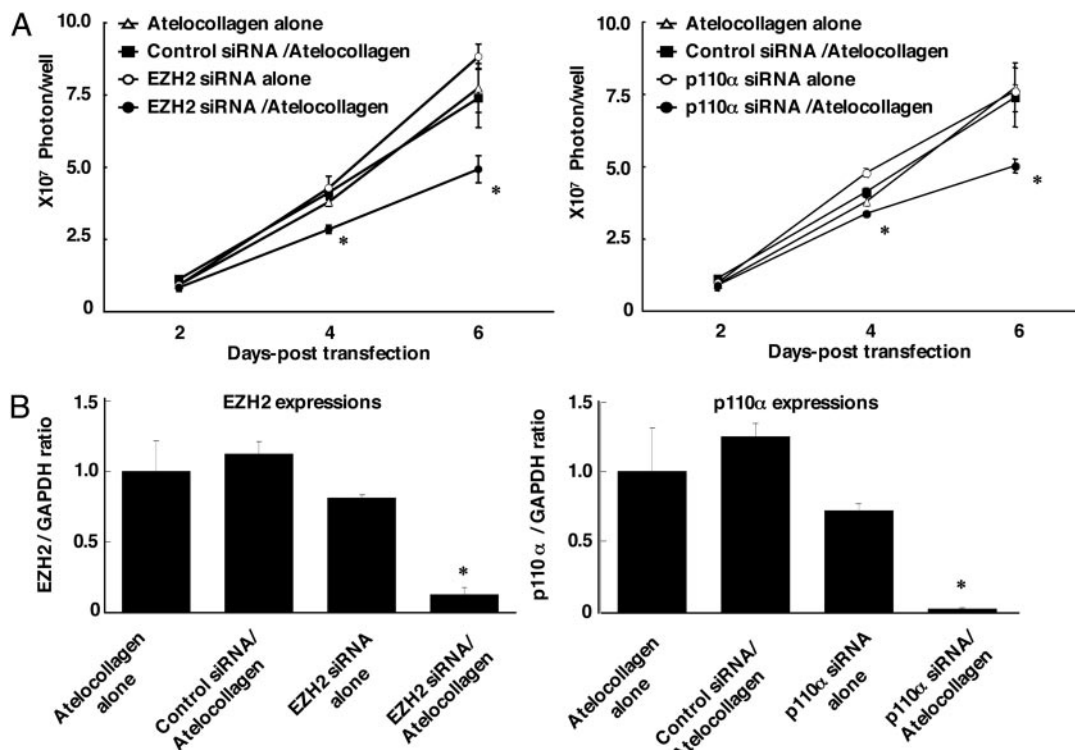 A
Atelocollagen alone
Control siRNA /Atelocollagen
EZH2 siRNA alone
EZH2 siRNA /Atelocollagen
X10⁷ Photon/well
10.0
7.5
5.0
2.5
0
*
*
2
4
6
Days-post transfection
Atelocollagen alone
Control siRNA /Atelocollagen
p110α siRNA alone
p110α siRNA /Atelocollagen
X10⁷ Photon/well
10.0
7.5
5.0
2.5
0
*
*
2
4
6
Days-post transfection
B
EZH2 expressions
EZH2 / GAPDH ratio
1.5
1.0
0.5
0
*
Atelocollagen
alone
Control siRNA/
Atelocollagen
EZH2 siRNA
alone
EZH2 siRNA/
Atelocollagen
p110α expressions
p110 α / GAPDH ratio
1.5
1.0
0.5
0
*
Atelocollagen
alone
Control siRNA/
Atelocollagen
p110α siRNA
alone
p110α siRNA/
Atelocollagen